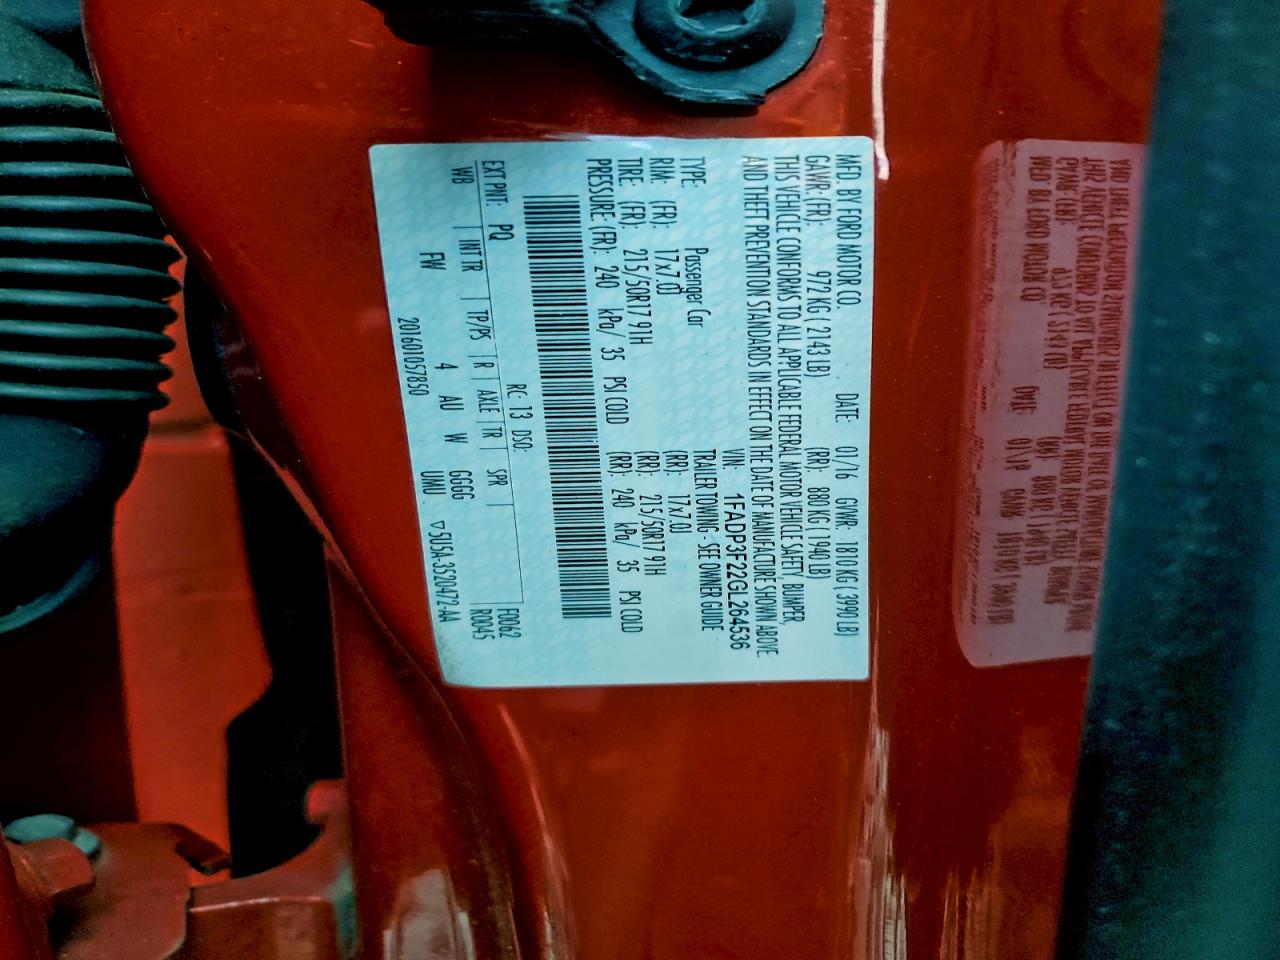 MFD. BY FORD MOTOR CO.
DATE: 01/16 GVWR: 1810 KG ( 3990 LB)
GAWR: (FR): 972 KG ( 2143 LB) (RR): 880 KG ( 1940 LB)
THIS VEHICLE CONFORMS TO ALL APPLICABLE FEDERAL MOTOR VEHICLE SAFETY, BUMPER,
AND THEFT PREVENTION STANDARDS IN EFFECT ON THE DATE OF MANUFACTURE SHOWN ABOVE
VIN: 1FADP3F22GL264536
TYPE: Passenger Car TRAILER TOWING - SEE OWNER GUIDE
RIM: (FR): 17x7.0J (RR): 17x7.0J
TIRE: (FR): 215/50R17 91H (RR): 215/50R17 91H
PRESSURE (FR): 240 kPa/ 35 PSI COLD (RR): 240 kPa/ 35 PSI COLD
EXT PNT: PQ RC: 13 DSO: F0062
WB INT TR TP/PS R AXLE TR SPR R0045
FW 4 AU W GGGG
201601057850 UMU ▽5U5A-3520472-AA